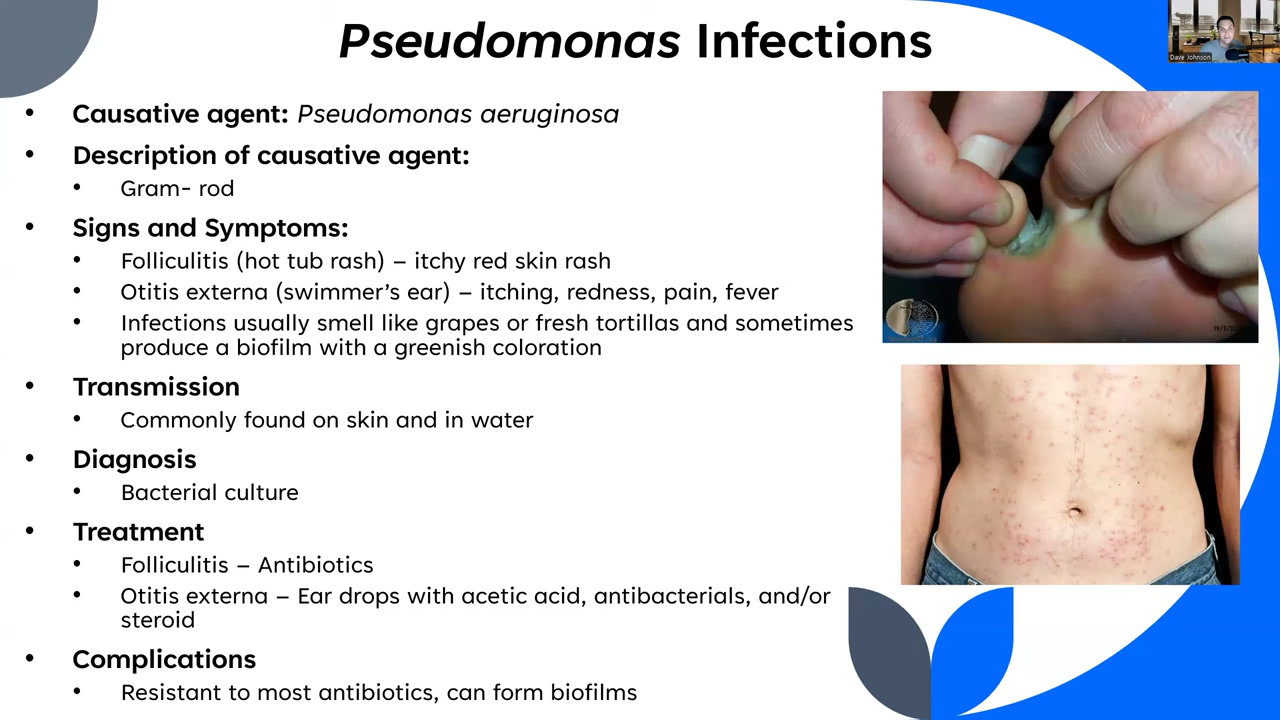 Pseudomonas Infections
Dave Johnson
• Causative agent: Pseudomonas aeruginosa
• Description of causative agent:
• Gram- rod
• Signs and Symptoms:
• Folliculitis (hot tub rash) – itchy red skin rash
• Otitis externa (swimmer’s ear) – itching, redness, pain, fever
• Infections usually smell like grapes or fresh tortillas and sometimes
produce a biofilm with a greenish coloration
• Transmission
• Commonly found on skin and in water
• Diagnosis
• Bacterial culture
• Treatment
• Folliculitis – Antibiotics
• Otitis externa – Ear drops with acetic acid, antibacterials, and/or
steroid
• Complications
• Resistant to most antibiotics, can form biofilms